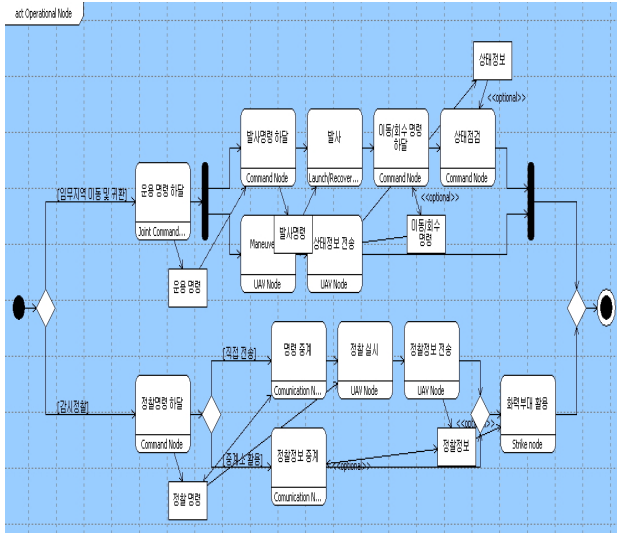 act Operational Node
상태정보
<<optional>>
발사명령 하달
Command Node
발사
Launch/Recover...
이동/회수 명령
하달
Command Node
상태점검
Command Node
[임무지역 이동 및 귀환]
운용 명령 하달
Joint Command...
<<optional>>
Maneuve
UAV Node
발사명령
상태정보 전송
UAV Node
이동/회수
명령
운용 명령
[직접 전송]
명령 중계
Comunication N...
정찰 실시
UAV Node
정찰정보 전송
UAV Node
[감시정찰]
정찰명령 하달
Command Node
화력부대 활용
Strike node
정찰정보 중계
Comunication N...
<<optional>>
정찰정보
[중계소 활용]
정찰 명령